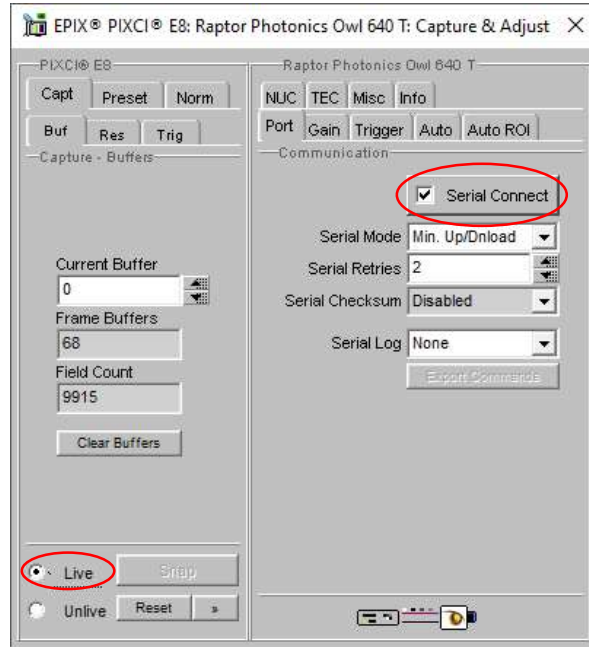 EPIX® PIXCI® E8: Raptor Photonics Owl 640 T: Capture & Adjust
PIXCI® E8
Capt Preset Norm
Buf Res Trig
Capture - Buffers
Current Buffer
0
Frame Buffers
68
Field Count
9915
Clear Buffers
Live Snap
Unlive Reset »
Raptor Photonics Owl 640 T
NUC TEC Misc Info
Port Gain Trigger Auto Auto ROI
Communication
Serial Connect
Serial Mode Min. Up/Dnload
Serial Retries 2
Serial Checksum Disabled
Serial Log None
Export Commands